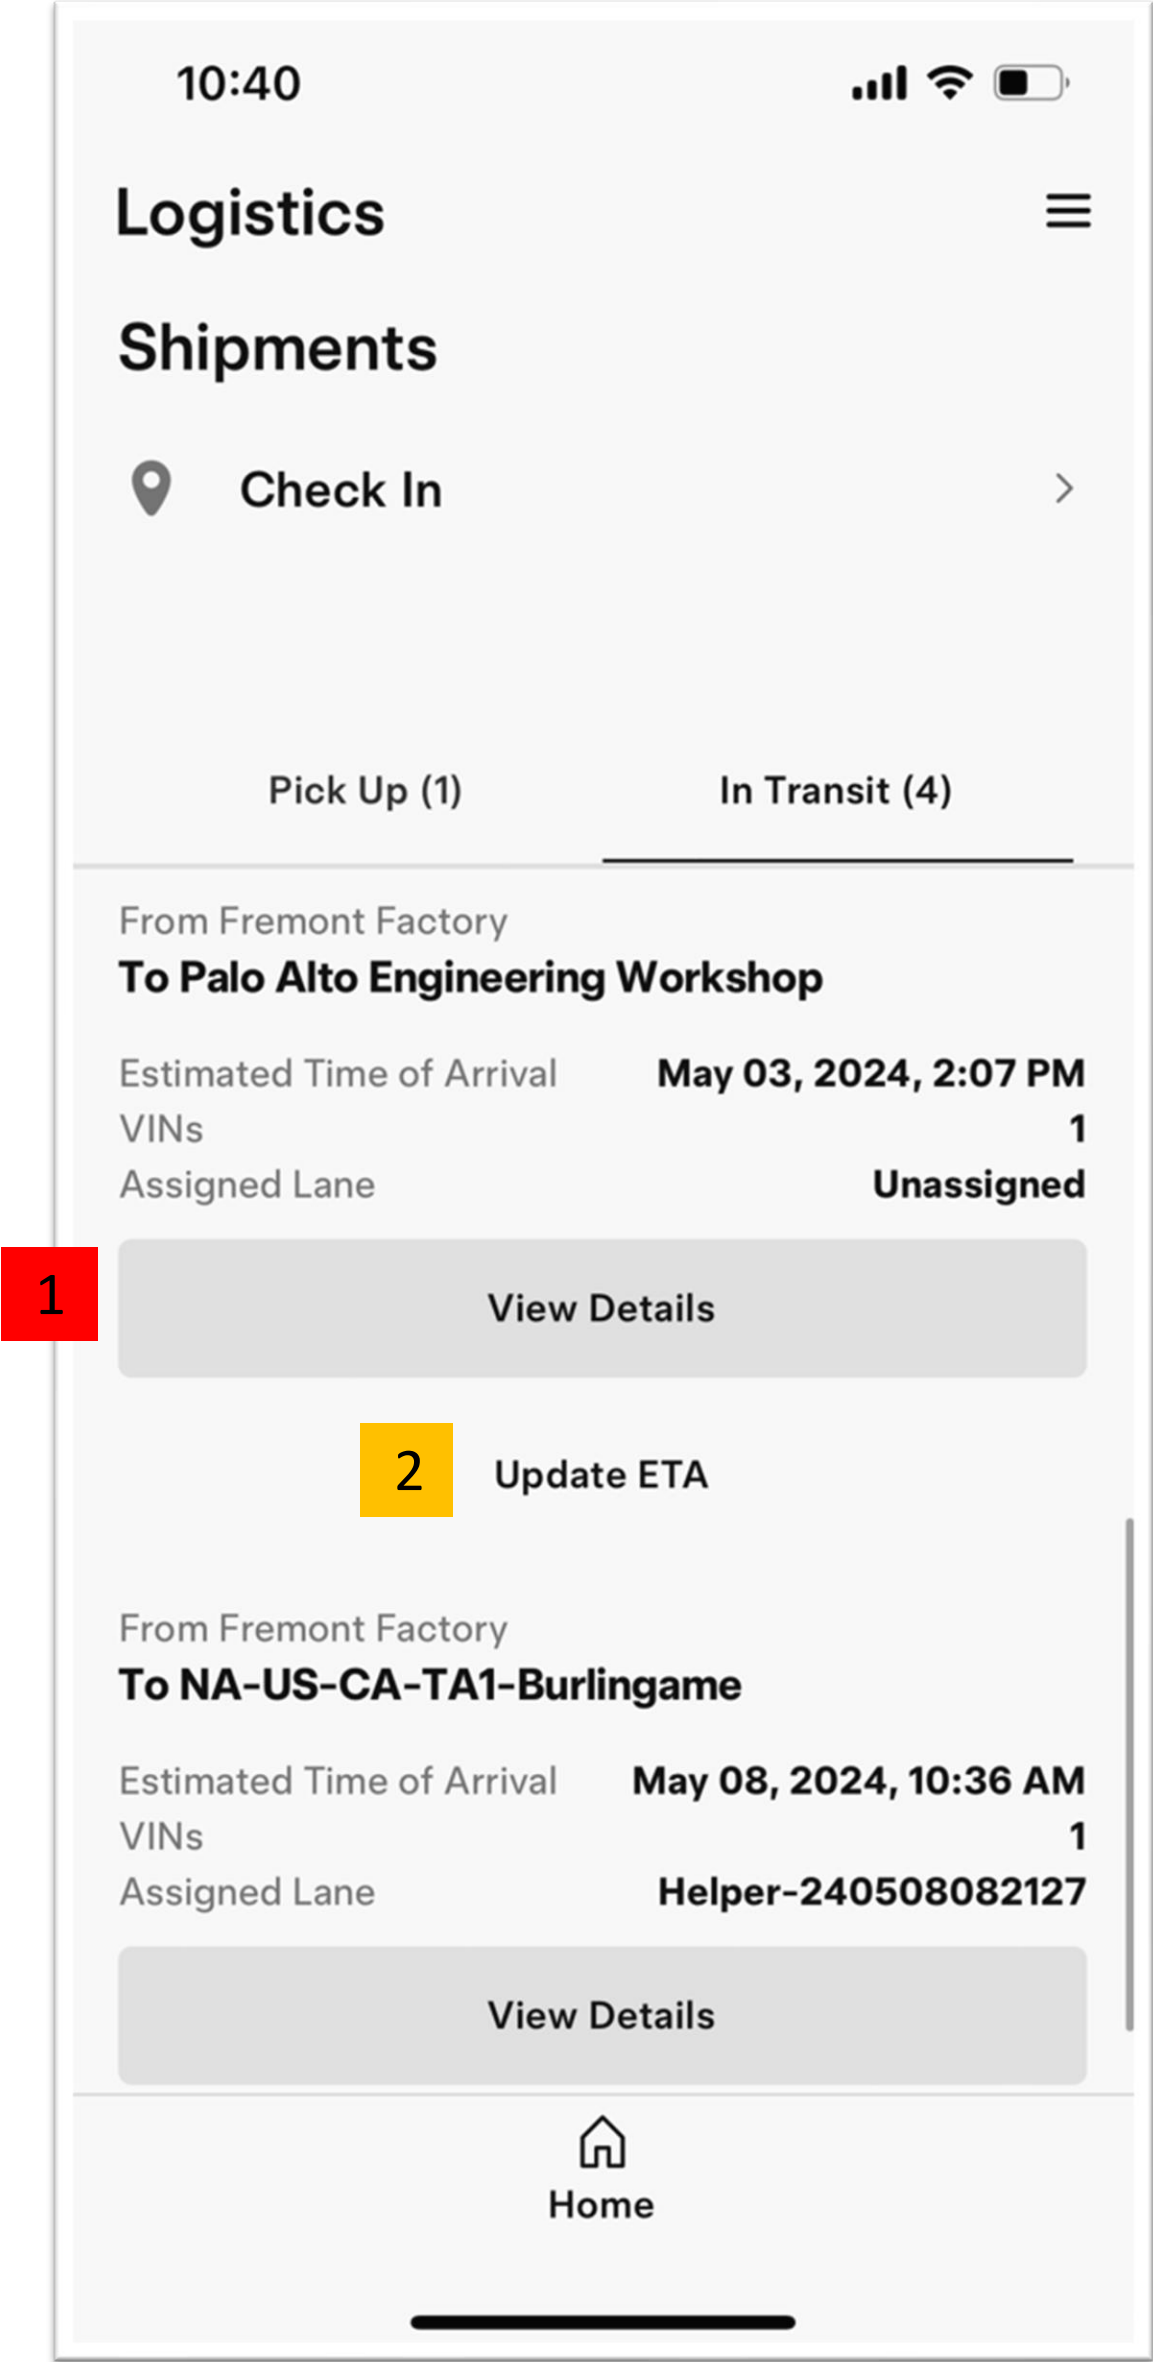 10:40
Logistics
Shipments
Check In
Pick Up (1) In Transit (4)
From Fremont Factory
To Palo Alto Engineering Workshop
Estimated Time of Arrival May 03, 2024, 2:07 PM
VINs 1
Assigned Lane Unassigned
1 View Details
2 Update ETA
From Fremont Factory
To NA-US-CA-TA1-Burlingame
Estimated Time of Arrival May 08, 2024, 10:36 AM
VINs 1
Assigned Lane Helper-240508082127
View Details
Home